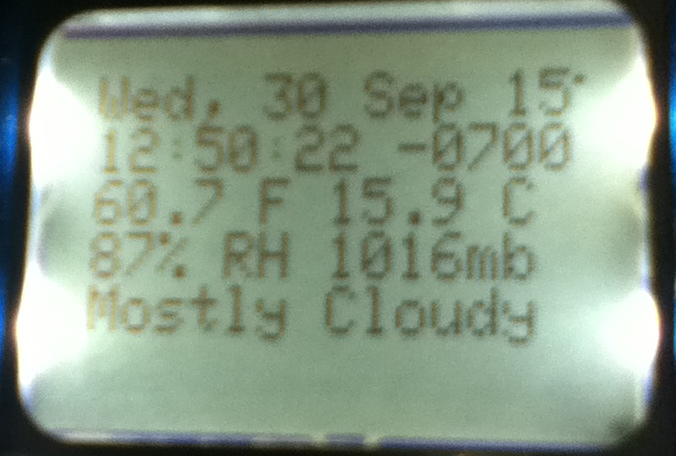 Wed, 30 Sep 15
12:50:22 -0700
60.7 F 15.9 C
87% RH 1016mb
Mostly Cloudy